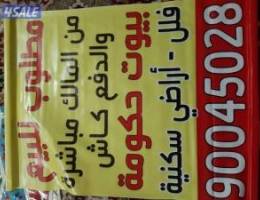 4SALE
مطلوب للبيع
من المالك مباشرة
والدفع كاش
بيوت حكومة
فلل - أراضي سكنية
90045028